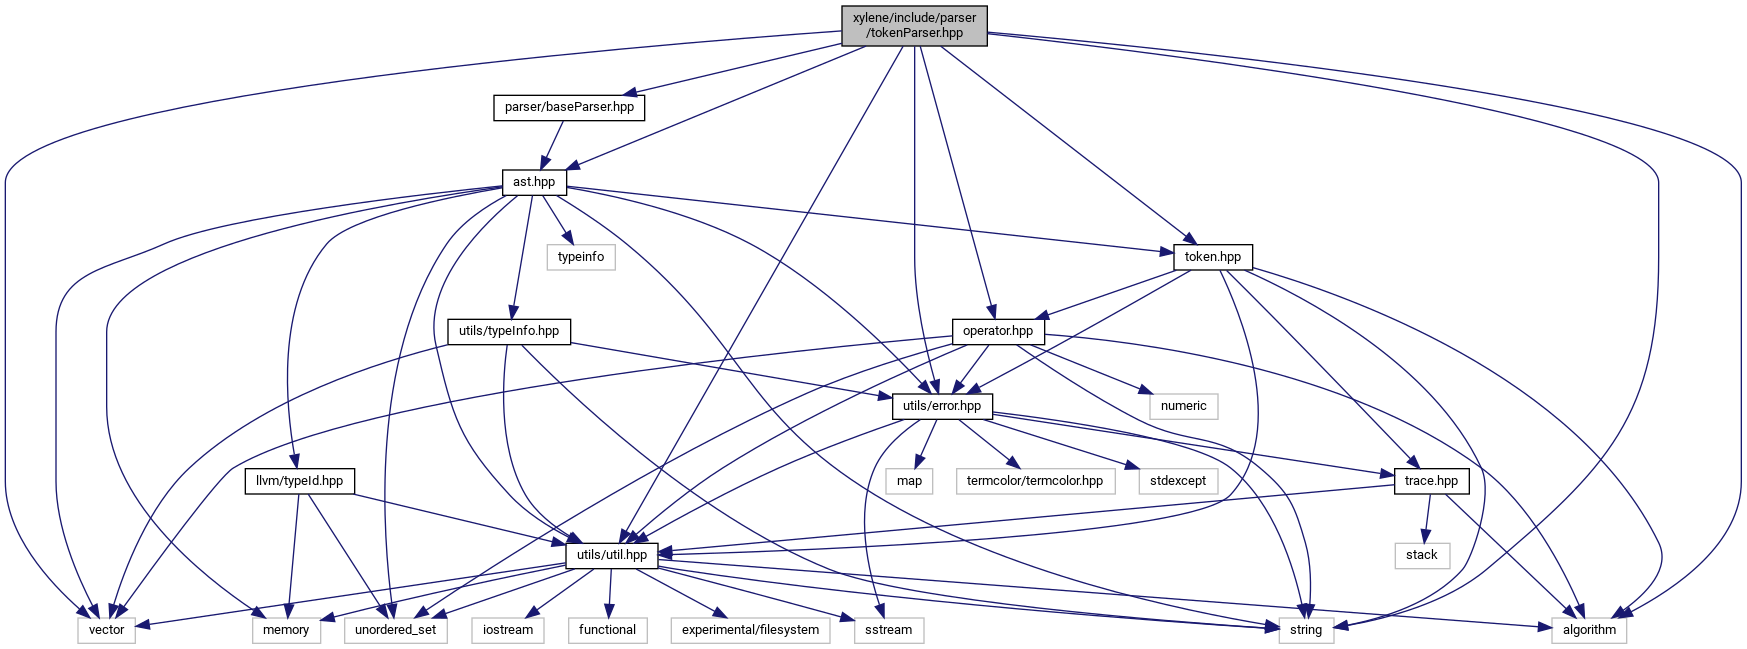 xylene/include/parser
/tokenParser.hpp
parser/baseParser.hpp
ast.hpp
typeinfo
token.hpp
utils/typeInfo.hpp
operator.hpp
utils/error.hpp
numeric
llvm/typeId.hpp
map
termcolor/termcolor.hpp
stdexcept
trace.hpp
utils/util.hpp
stack
vector
memory
unordered_set
iostream
functional
experimental/filesystem
sstream
string
algorithm